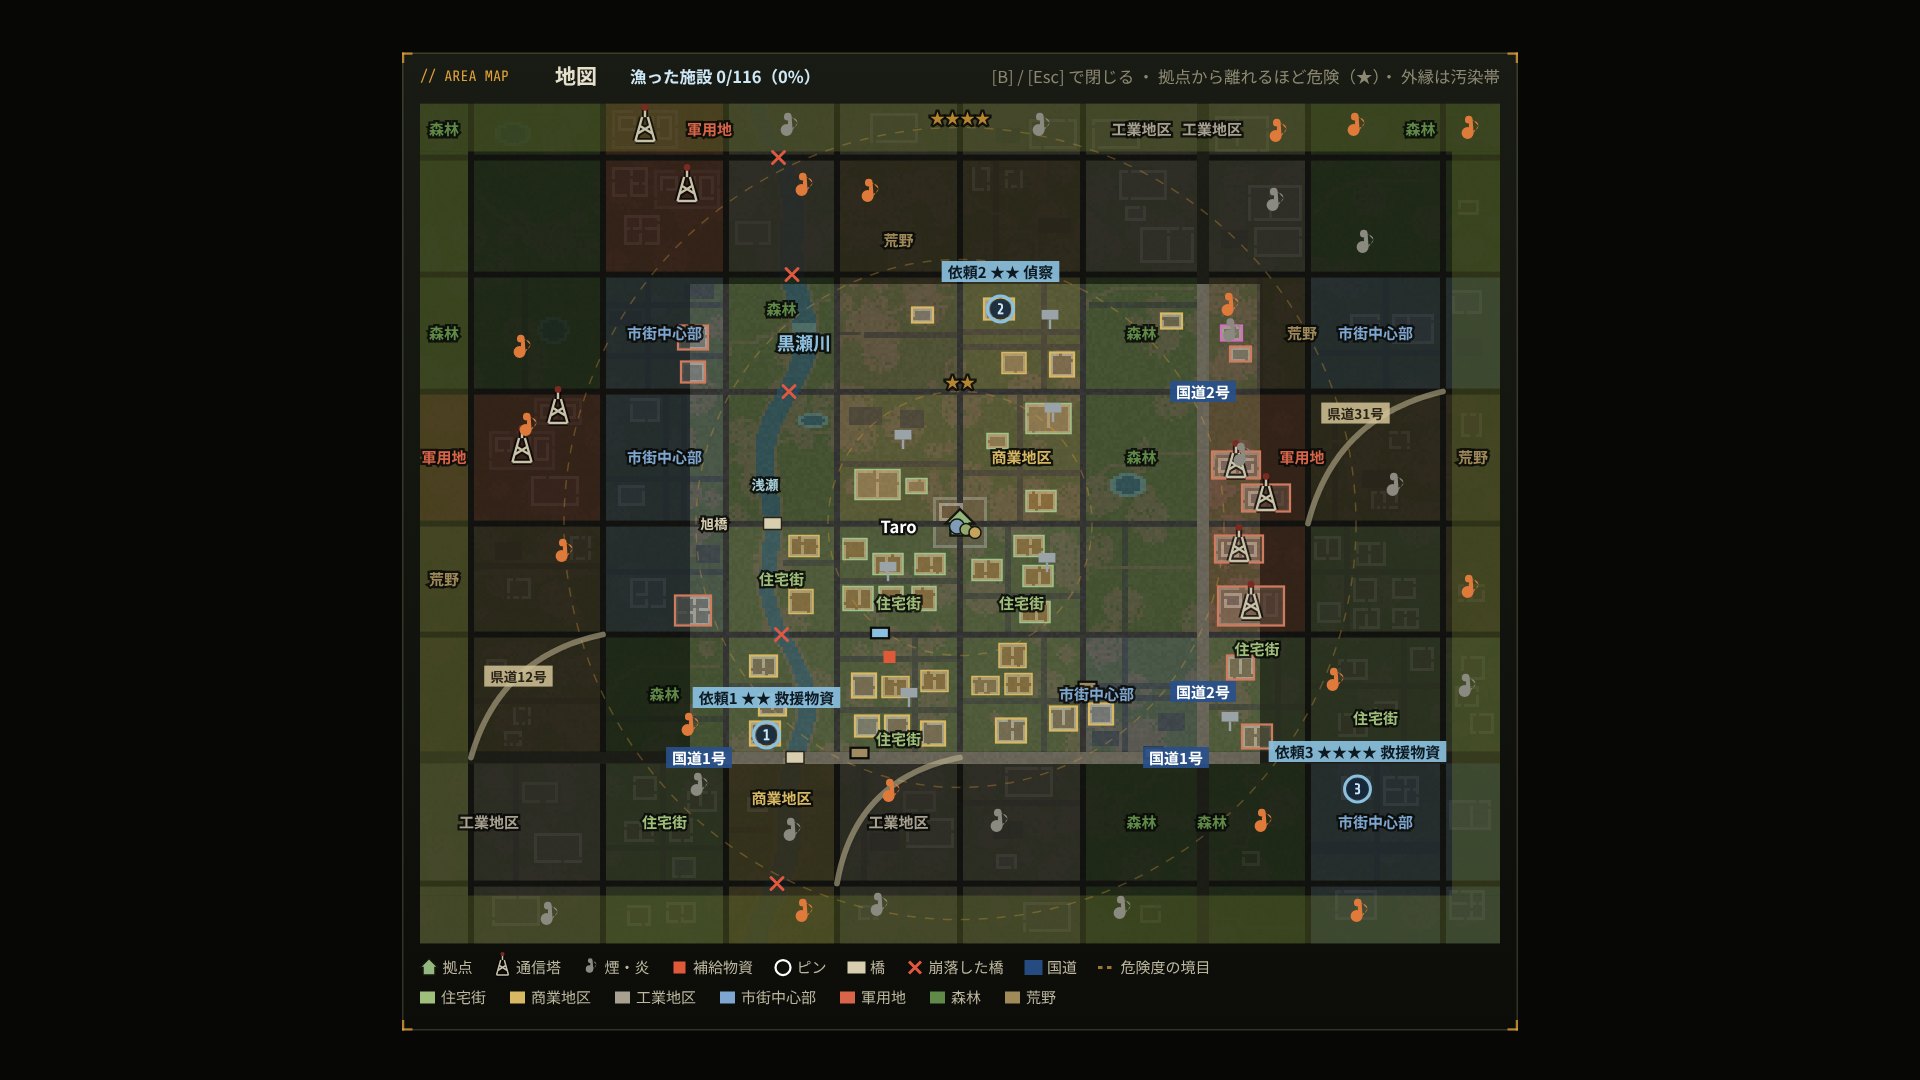 // AREA MAP 地図 漁った施設 0/116（0%） [B] / [Esc] で閉じる ・ 拠点から離れるほど危険（★）・ 外縁は汚染帯
★★★★
森林 軍用地 工業地区 工業地区 森林
荒野
依頼2 ★★ 偵察
2
森林
黒瀬川
森林 市街中心部 森林 荒野 市街中心部
★★
国道2号
県道31号
軍用地 市街中心部 商業地区 森林 軍用地 荒野
浅瀬
旭橋 Taro
荒野 住宅街
住宅街 住宅街
住宅街
県道12号
森林 依頼1 ★★ 救援物資 市街中心部 国道2号
住宅街
1 住宅街
国道1号 国道1号 依頼3 ★★★★ 救援物資
3
商業地区
工業地区 住宅街 工業地区 森林 森林 市街中心部
拠点 通信塔 煙・炎 補給物資 ピン 橋 崩落した橋 国道 危険度の境目
住宅街 商業地区 工業地区 市街中心部 軍用地 森林 荒野